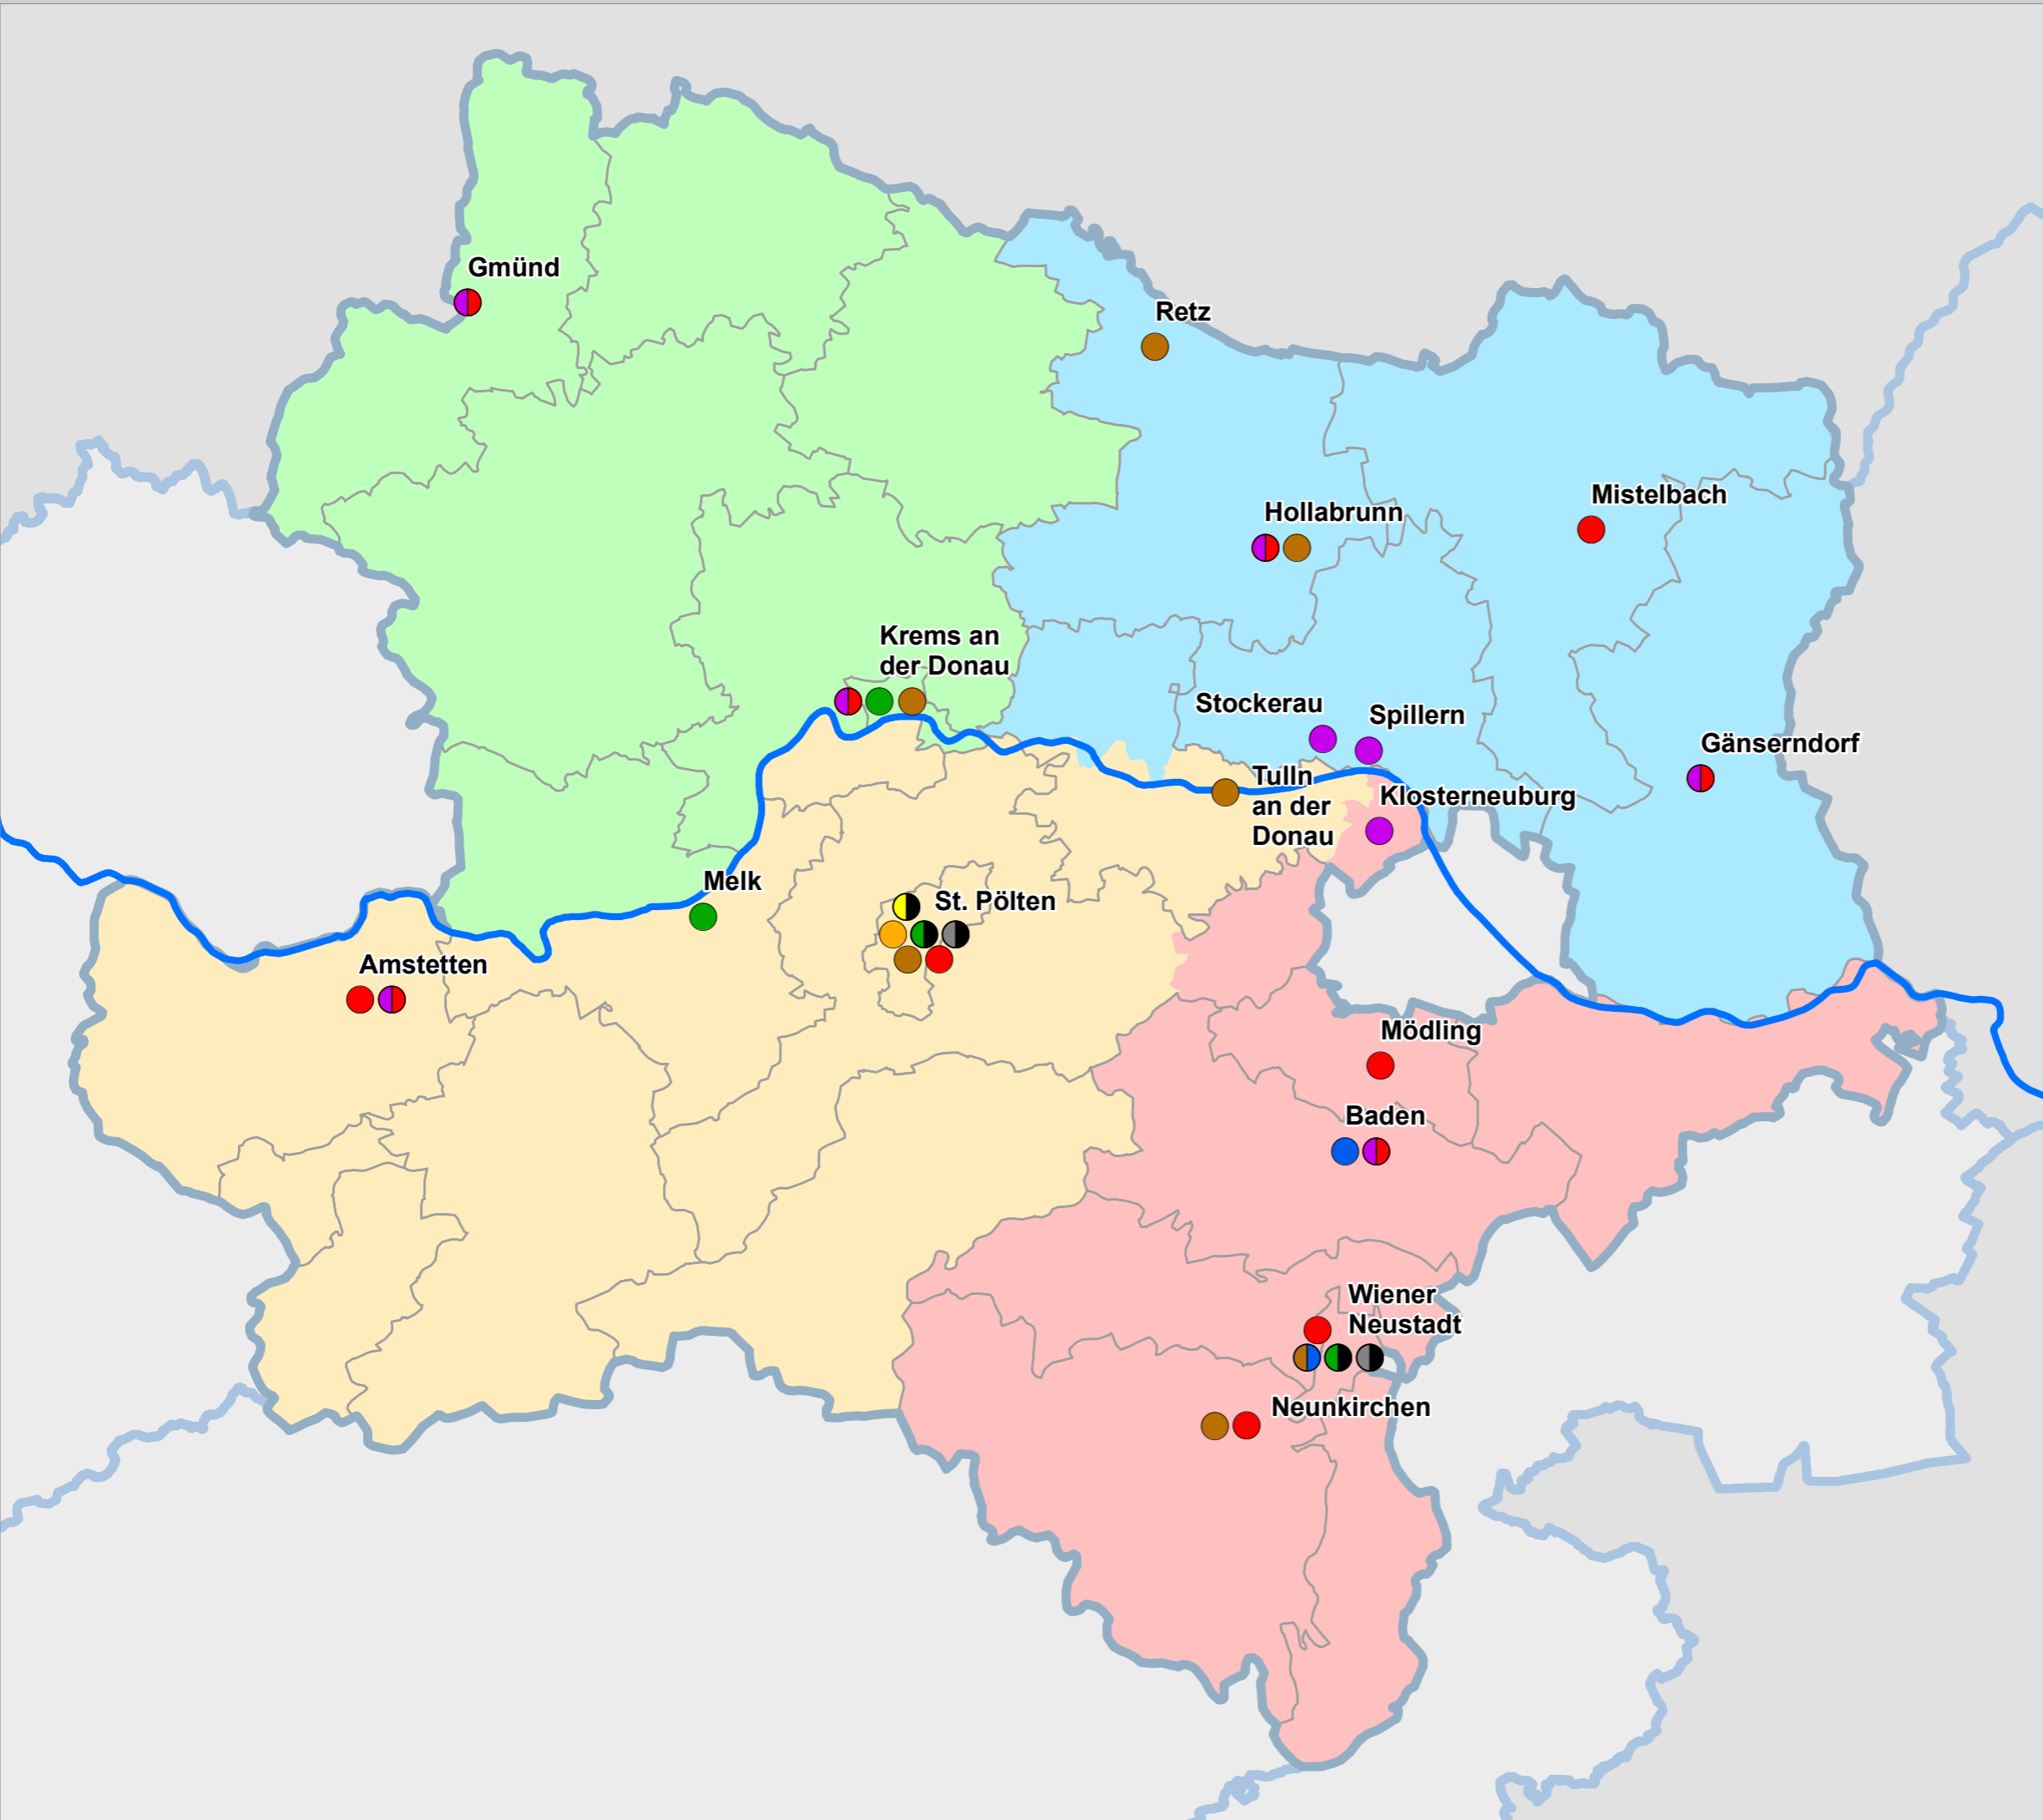 Gmünd
Retz
Mistelbach
Hollabrunn
Krems an
der Donau
Stockerau
Spillern
Gänserndorf
Tulln
an der
Donau
Klosterneuburg
Melk
St. Pölten
Amstetten
Mödling
Baden
Wiener
Neustadt
Neunkirchen